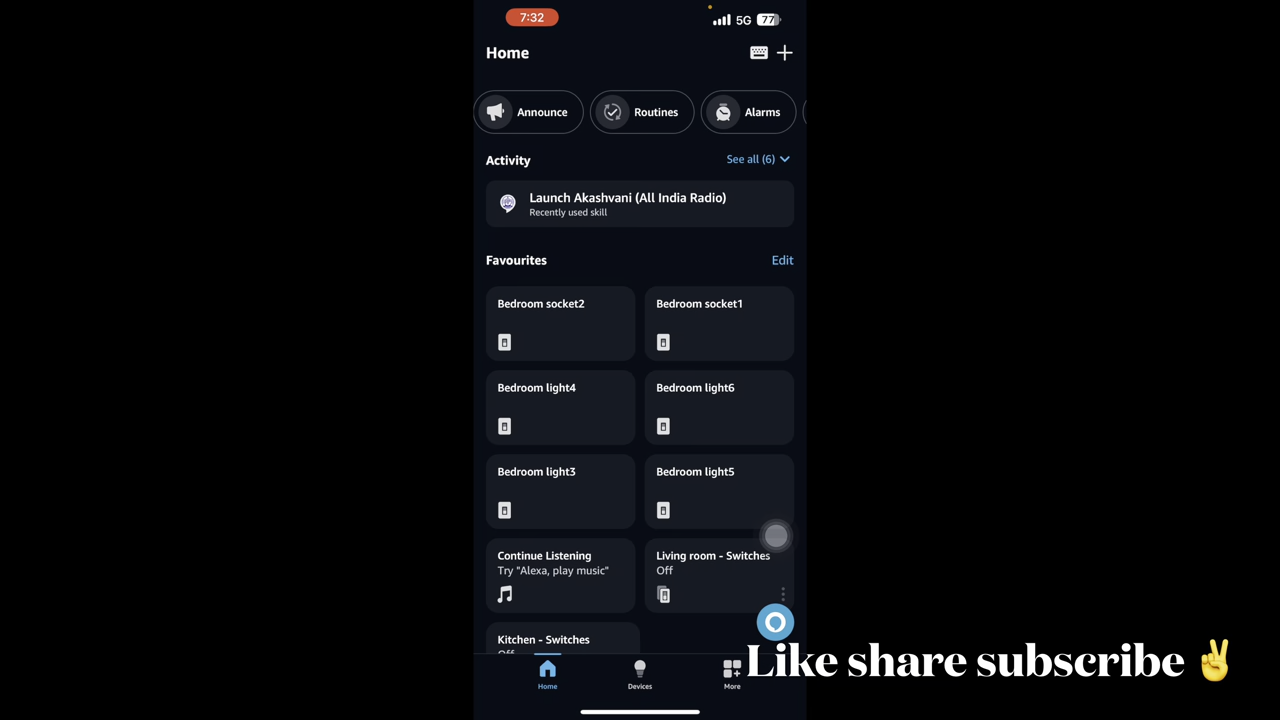 7:32
5G 77
Home
Announce
Routines
Alarms
Activity
See all (6)
Launch Akashvani (All India Radio)
Recently used skill
Favourites
Edit
Bedroom socket2
Bedroom socket1
Bedroom light4
Bedroom light6
Bedroom light3
Bedroom light5
Continue Listening
Try "Alexa, play music"
Living room - Switches
Off
Kitchen - Switches
Off
Home
Devices
More
Like share subscribe ✌️